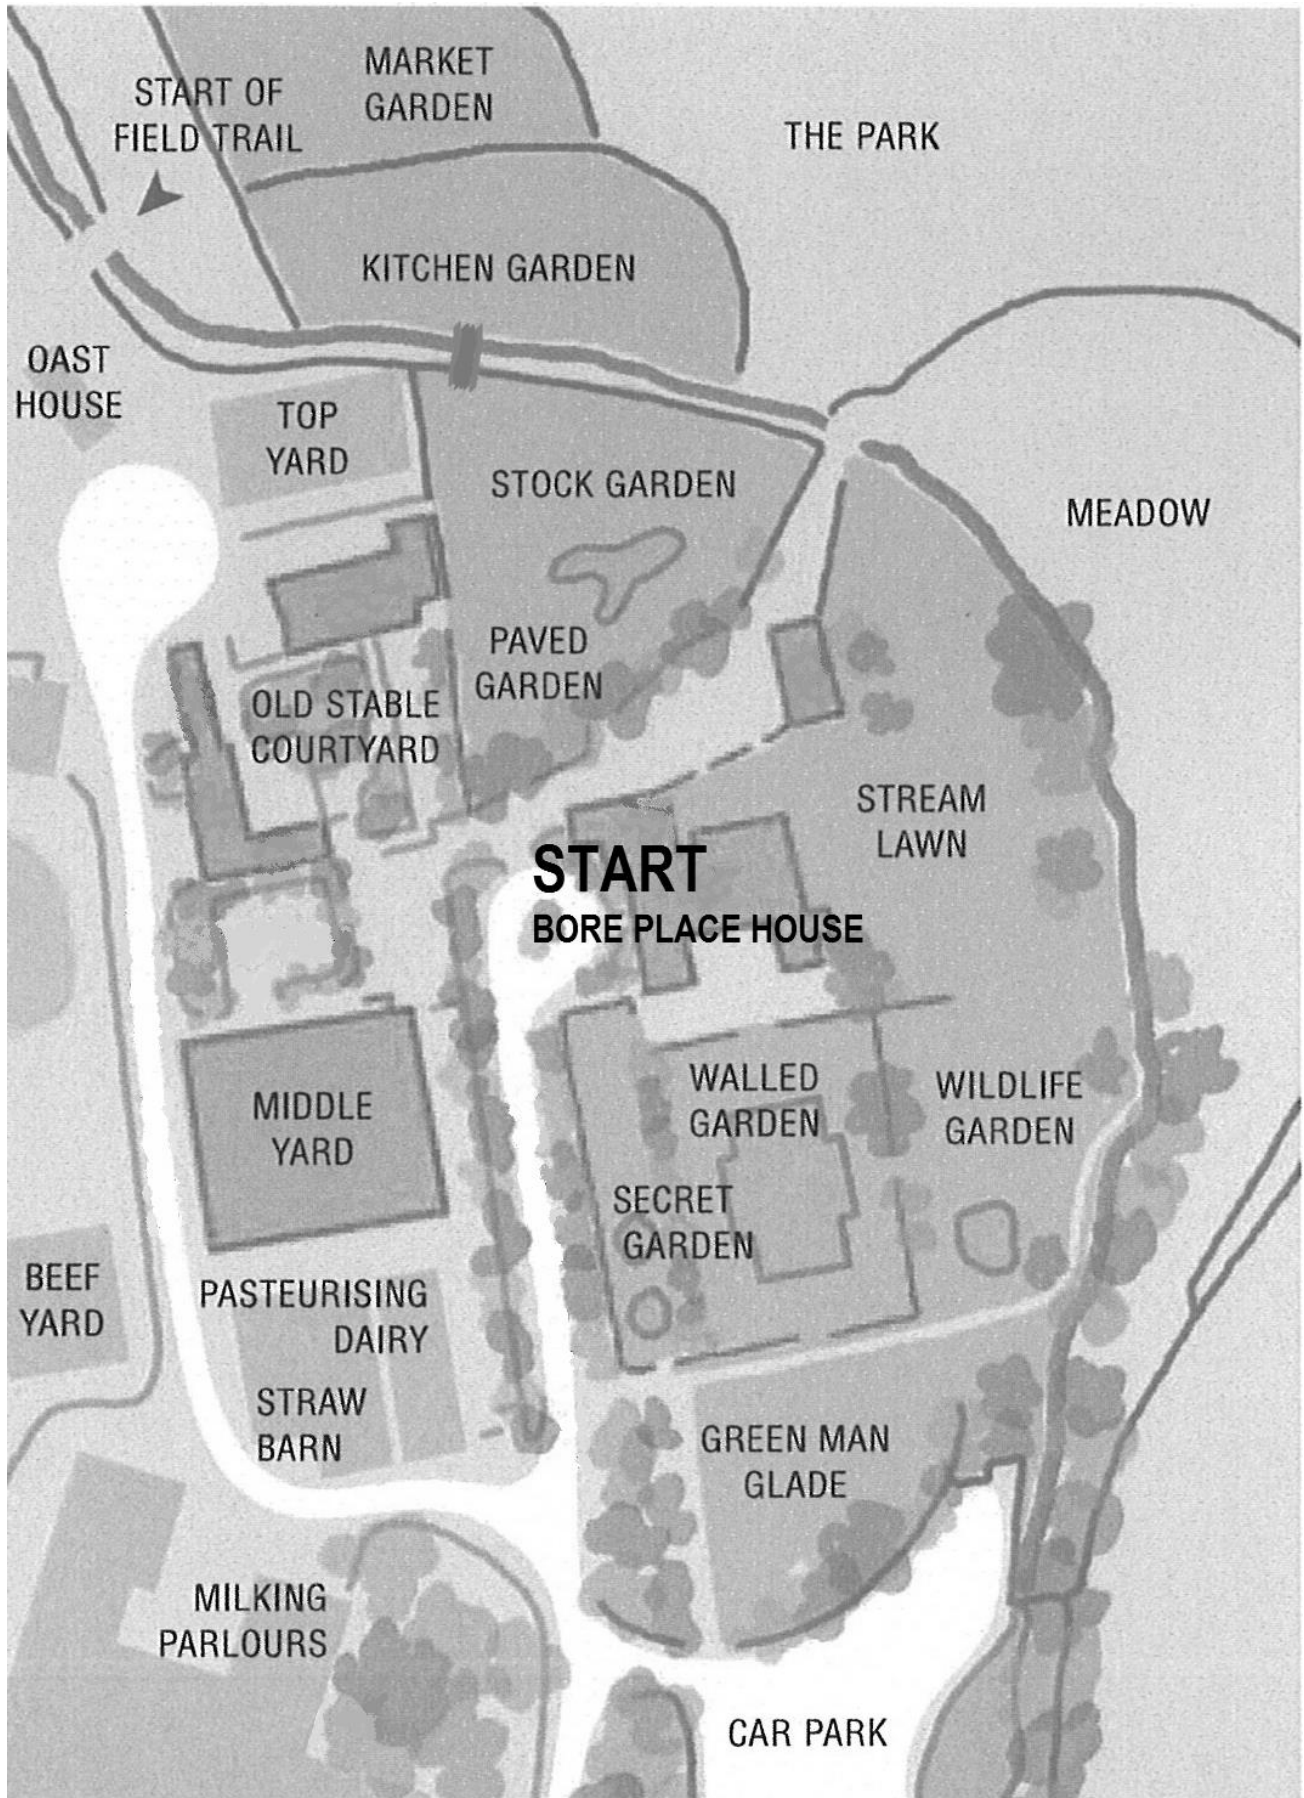 MARKET
GARDEN
START OF
FIELD TRAIL
THE PARK
KITCHEN GARDEN
OAST
HOUSE
TOP
YARD
STOCK GARDEN
MEADOW
PAVED
GARDEN
OLD STABLE
COURTYARD
STREAM
LAWN
START
BORE PLACE HOUSE
WALLED
GARDEN
WILDLIFE
GARDEN
MIDDLE
YARD
SECRET
GARDEN
BEEF
YARD
PASTEURISING
DAIRY
STRAW
BARN
GREEN MAN
GLADE
MILKING
PARLOURS
CAR PARK